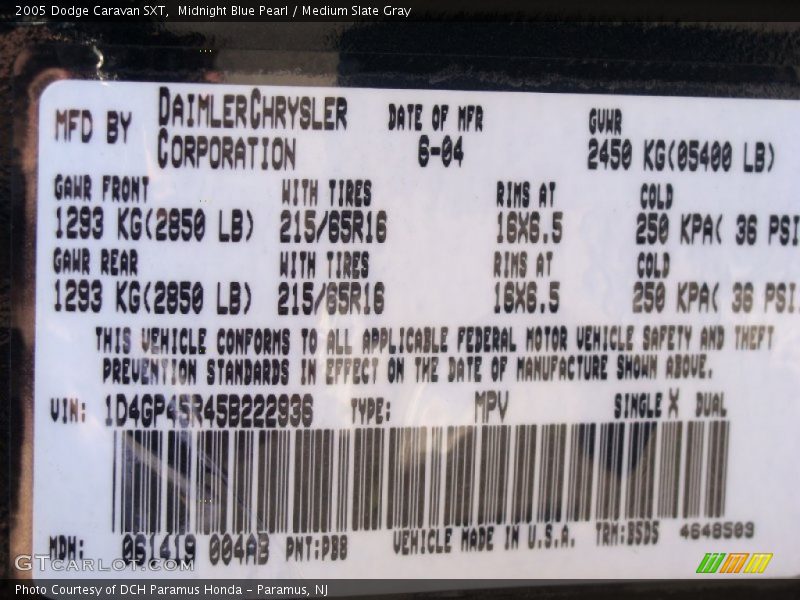 2005 Dodge Caravan SXT, Midnight Blue Pearl / Medium Slate Gray
MFD BY DAIMLERCHRYSLER CORPORATION DATE OF MFR 6-04 GVWR 2450 KG(05400 LB)
GAWR FRONT WITH TIRES RIMS AT COLD
1293 KG(2850 LB) 215/65R16 16X6.5 250 KPA( 36 PSI
GAWR REAR WITH TIRES RIMS AT COLD
1293 KG(2850 LB) 215/65R16 16X6.5 250 KPA( 36 PSI
THIS VEHICLE CONFORMS TO ALL APPLICABLE FEDERAL MOTOR VEHICLE SAFETY AND THEFT
PREVENTION STANDARDS IN EFFECT ON THE DATE OF MANUFACTURE SHOWN ABOVE.
VIN: 1D4GP45R45B222936 TYPE: MPV SINGLE X DUAL
MDH: 061419 004AB PNT:PB8 VEHICLE MADE IN U.S.A. TRM:B5D5 4648503
GTcarlot.com
Photo Courtesy of DCH Paramus Honda - Paramus, NJ